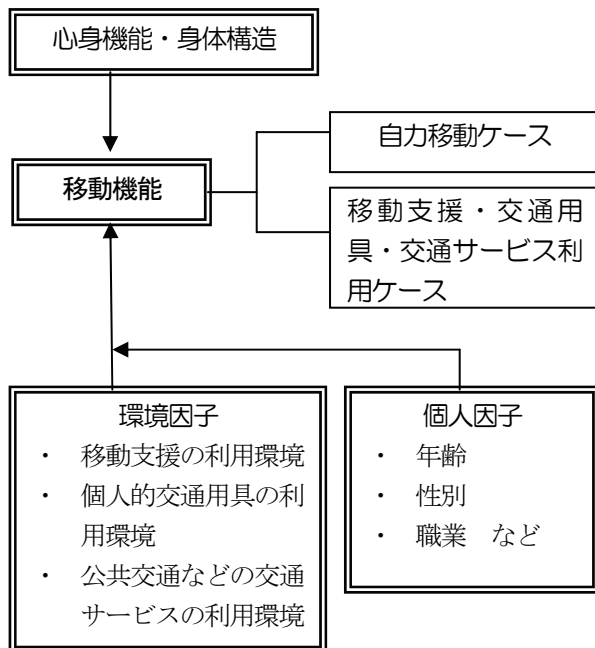 心身機能・身体構造
自力移動ケース
移動機能
移動支援・交通用
具・交通サービス利
用ケース
環境因子
・ 移動支援の利用環境
・ 個人的交通用具の利
用環境
・ 公共交通などの交通
サービスの利用環境
個人因子
・ 年齢
・ 性別
・ 職業　など